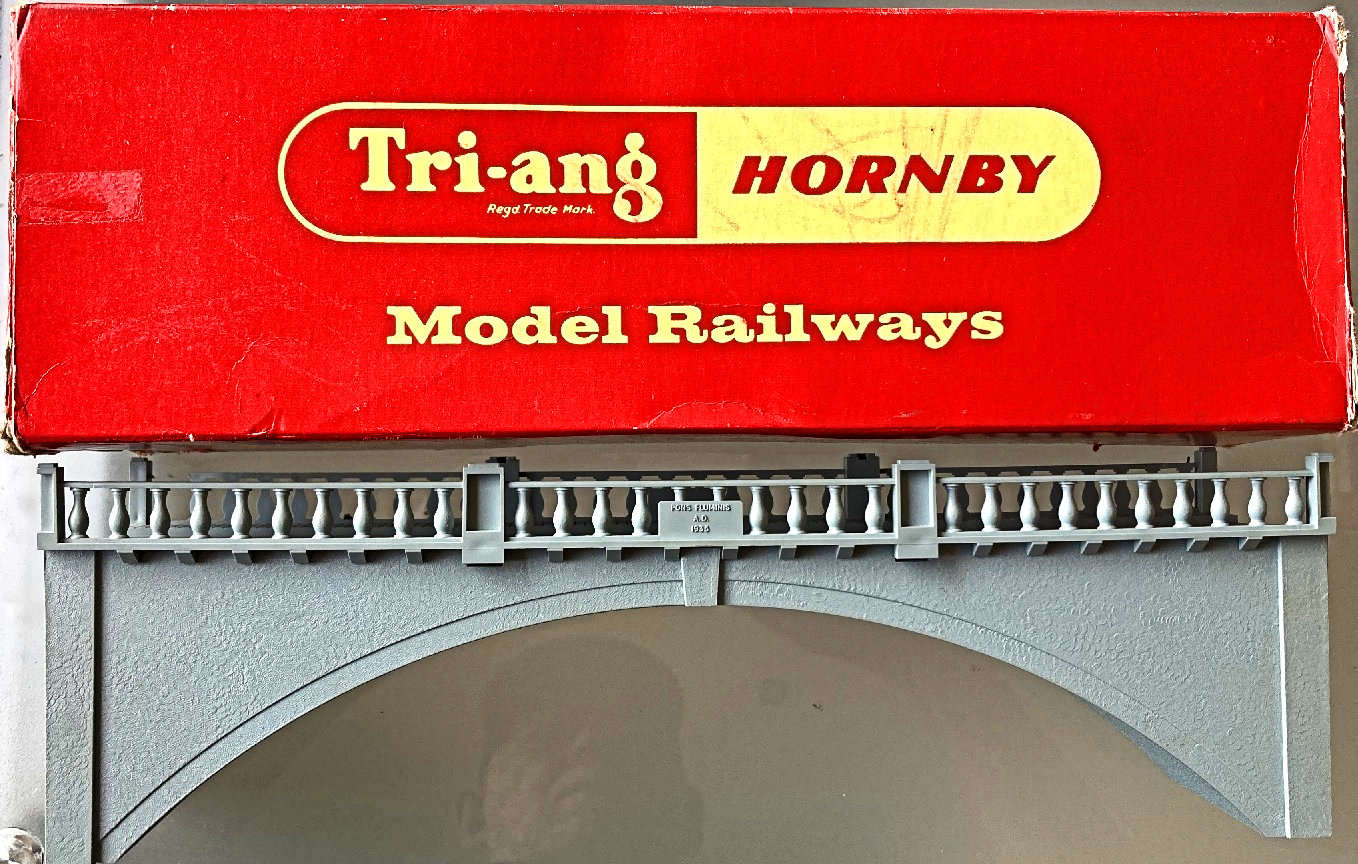 Tri-ang
Regd. Trade Mark.
HORNBY
Model Railways
PONS FLUMINIS
A.D.